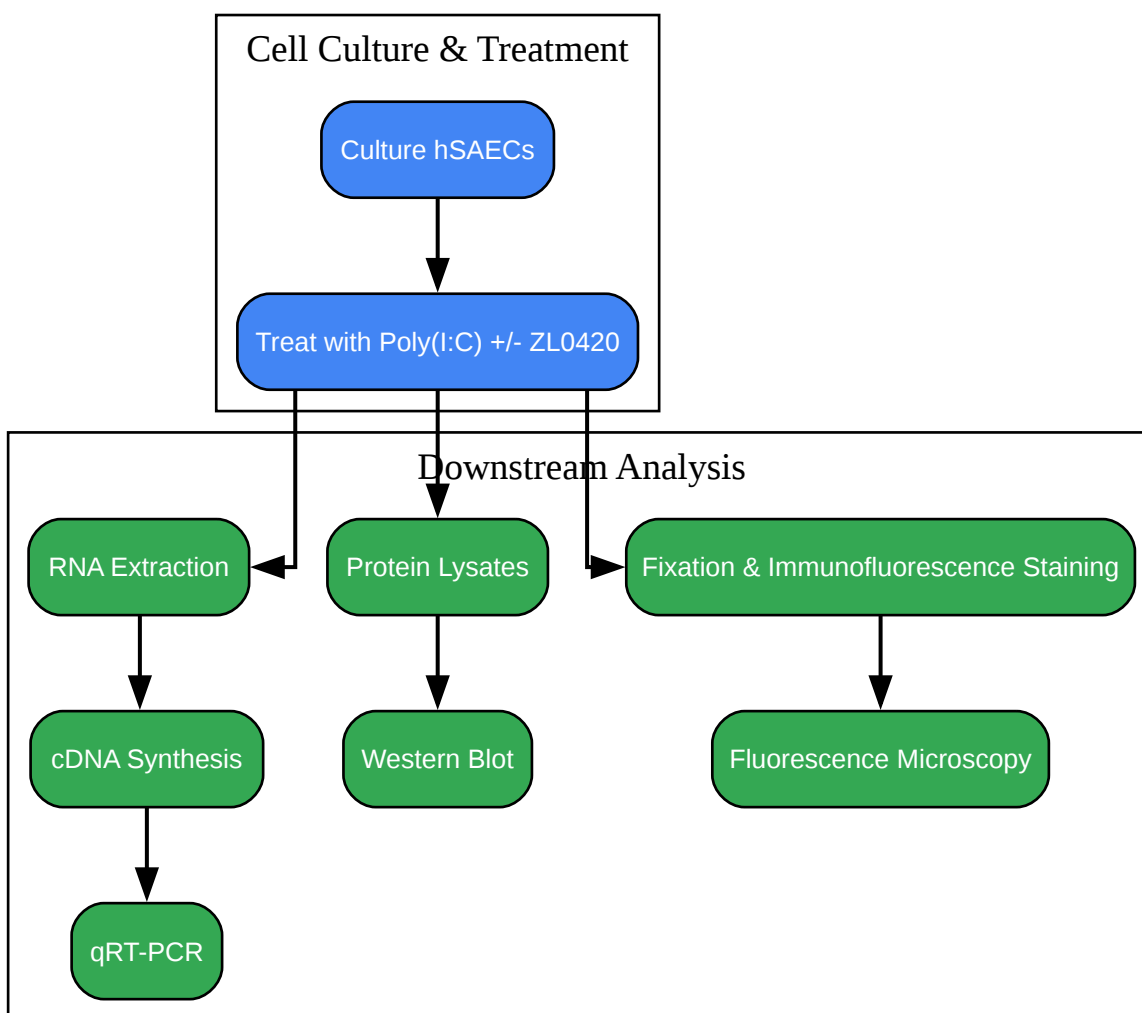 Cell Culture & Treatment
Culture hSAECs
Treat with Poly(I:C) +/- ZL0420
Downstream Analysis
RNA Extraction
Protein Lysates
Fixation & Immunofluorescence Staining
cDNA Synthesis
Western Blot
Fluorescence Microscopy
qRT-PCR